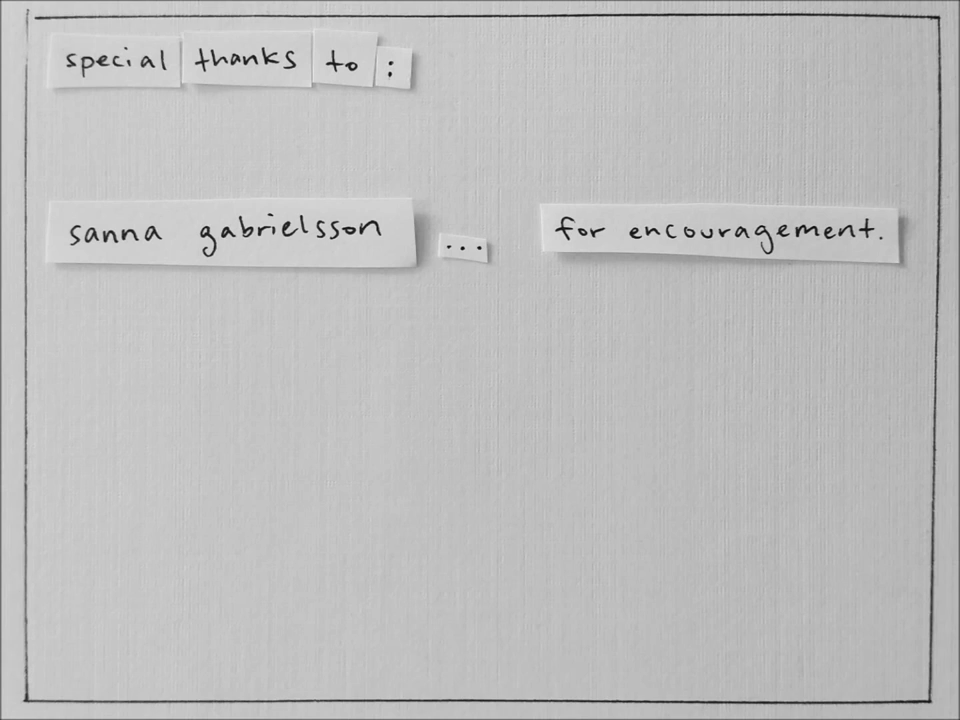 special thanks to :
sanna gabrielsson ... for encouragement.